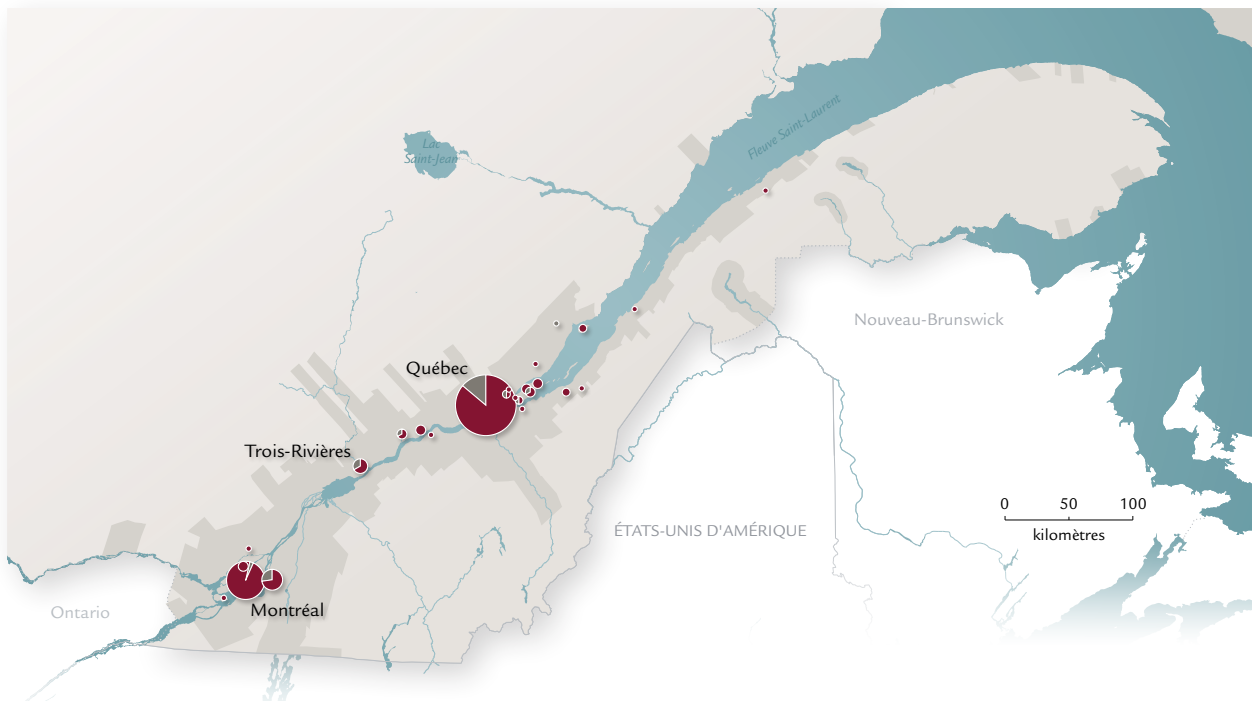 Fleuve Saint-Laurent
Lac
Saint-Jean
Nouveau-Brunswick
Québec
Trois-Rivières
0 50 100
kilomètres
ÉTATS-UNIS D'AMÉRIQUE
Ontario
Montréal